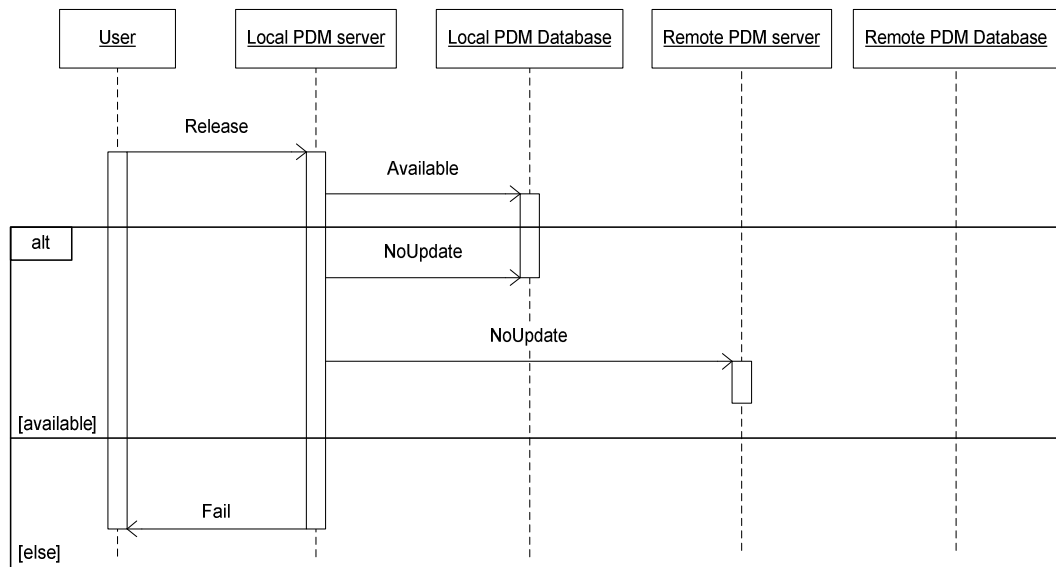 User
Local PDM server
Local PDM Database
Remote PDM server
Remote PDM Database
Release
Available
alt
NoUpdate
NoUpdate
[available]
Fail
[else]